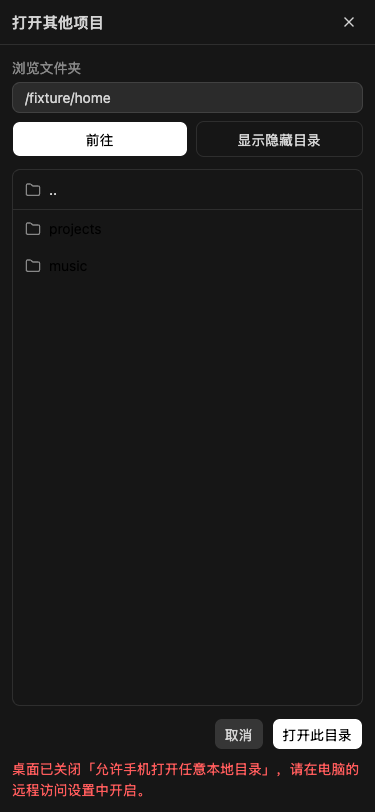 打开其他项目
浏览文件夹
/fixture/home
前往
显示隐藏目录
..
projects
music
取消
打开此目录
桌面已关闭「允许手机打开任意本地目录」，请在电脑的
远程访问设置中开启。